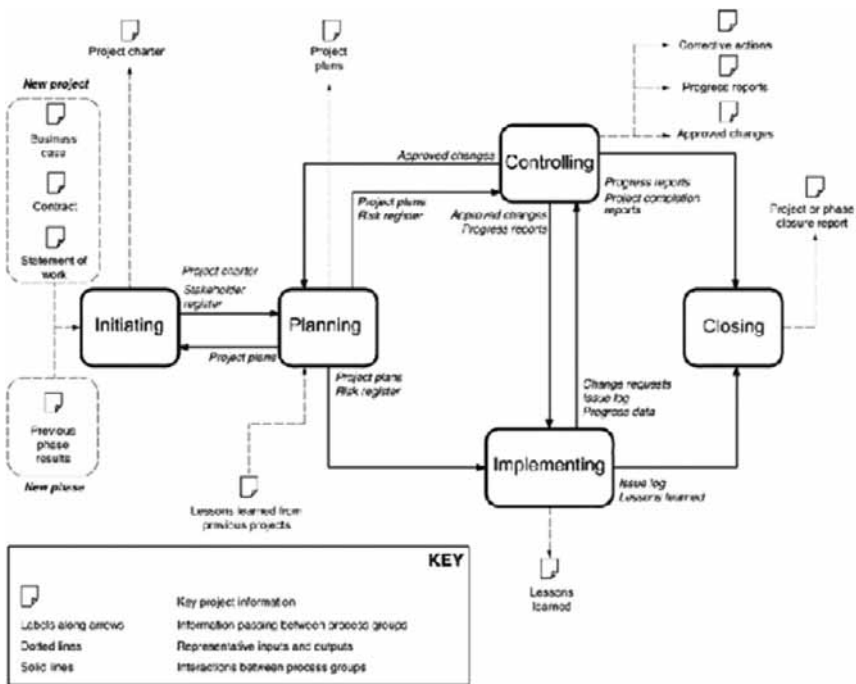 Project charter
Project
plans
Corrective actions
Progress reports
Approved changes
New project
Business
case
Contract
Statement of
work
Approved changes
Controlling
Project plans
Risk register
Approved changes
Progress reports
Progress reports
Project completion
reports
Project or phase
closure report
Project charter
Stakeholder
register
Initiating
Planning
Closing
Project plans
Project plans
Risk register
Change requests
Issue log
Progress data
Previous
phase
results
New phase
Lessons learned from
previous projects
Implementing
Issue log
Lessons learned
Lessons
learned
KEY
Key project information
Labels along arrows Information passing between process groups
Dotted lines Representative inputs and outputs
Solid lines Interactions between process groups